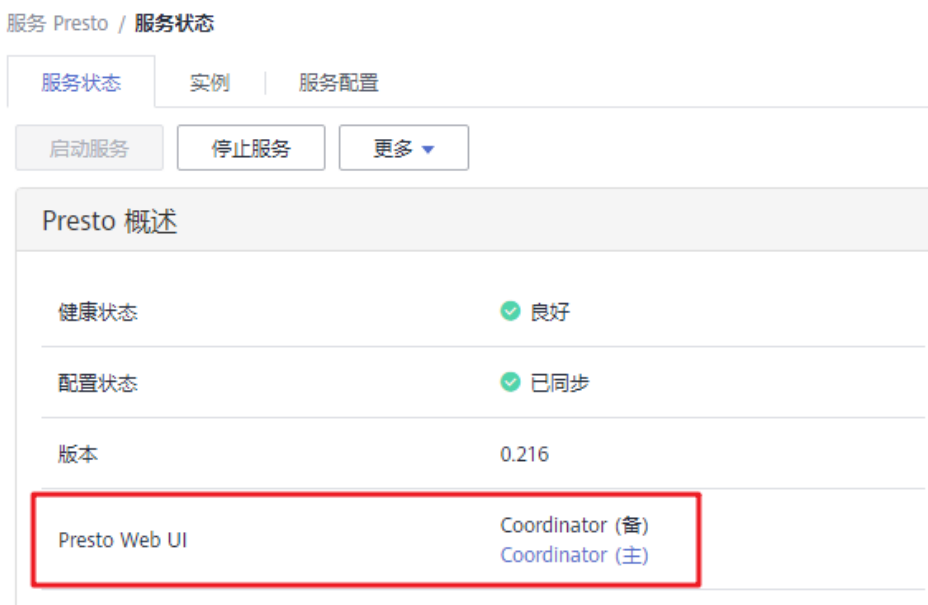 服务 Presto / 服务状态
服务状态 实例 服务配置
启动服务 停止服务 更多
Presto 概述
健康状态 良好
配置状态 已同步
版本 0.216
Presto Web UI Coordinator (备)
Coordinator (主)